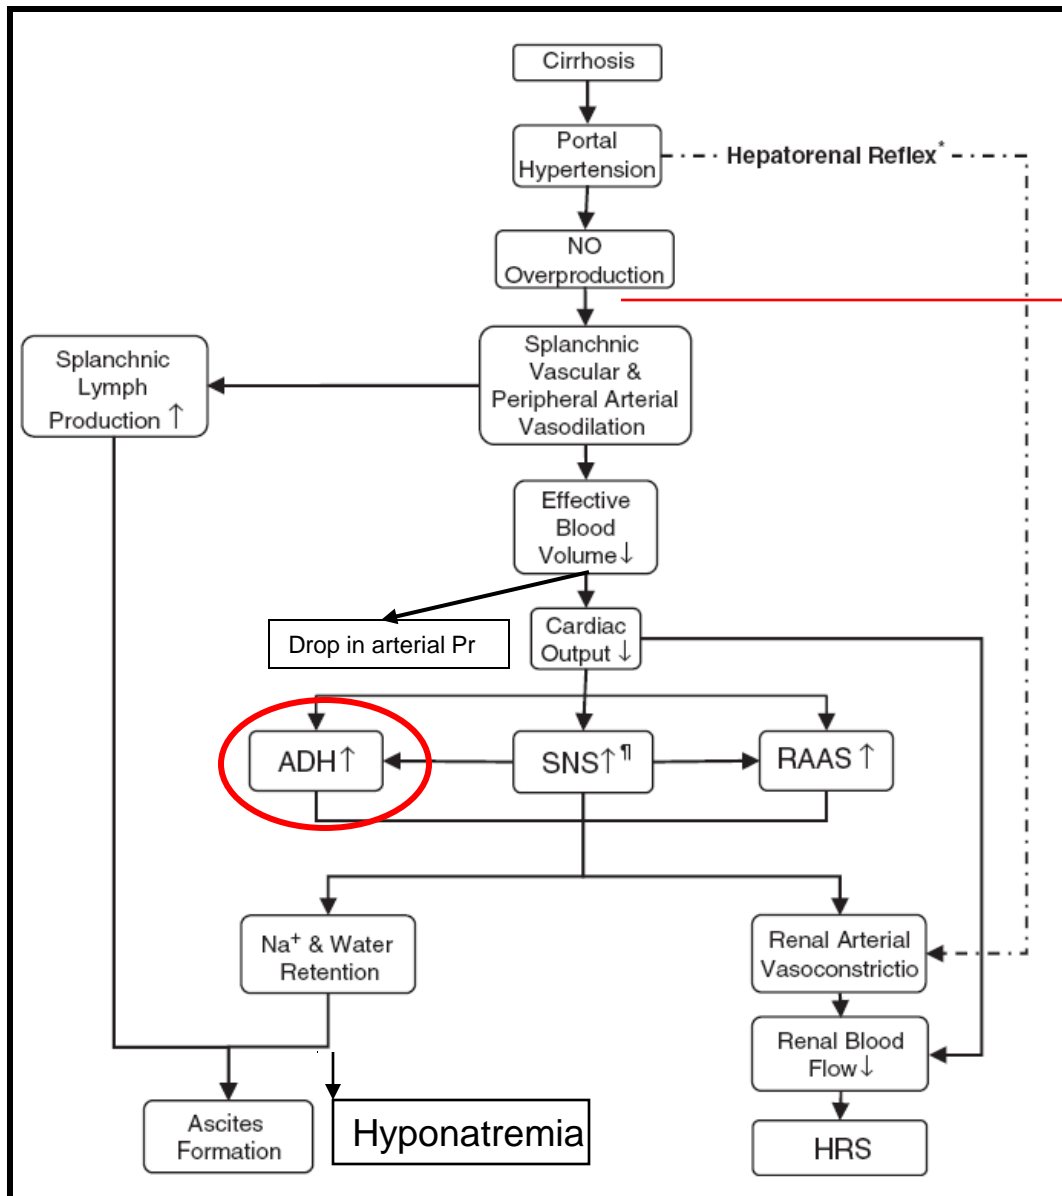 Cirrhosis
Portal
Hypertension
Hepatorenal Reflex*
NO
Overproduction
Splanchnic
Vascular &
Peripheral Arterial
Vasodilation
Splanchnic
Lymph
Production ↑
Effective
Blood
Volume↓
Drop in arterial Pr
Cardiac
Output ↓
ADH↑
SNS↑¶
RAAS ↑
Na+ & Water
Retention
Renal Arterial
Vasoconstrictio
Renal Blood
Flow↓
Ascites
Formation
Hyponatremia
HRS